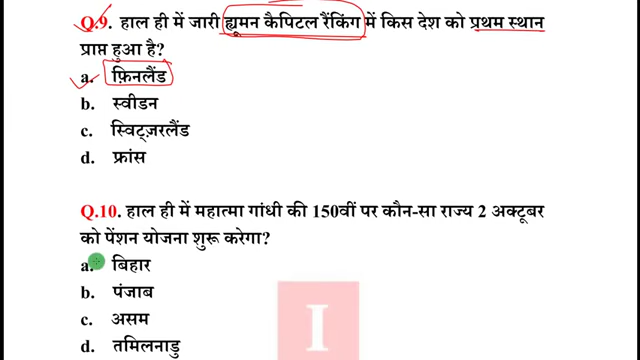 Q.9. हाल ही में जारी ह्यूमन कैपिटल रैंकिंग में किस देश को प्रथम स्थान
प्राप्त हुआ है?
a. फ़िनलैंड
b. स्वीडन
c. स्विट्ज़रलैंड
d. फ्रांस
Q.10. हाल ही में महात्मा गांधी की 150वीं पर कौन-सा राज्य 2 अक्टूबर
को पेंशन योजना शुरू करेगा?
a. बिहार
b. पंजाब
c. असम
d. तमिलनाडु
I